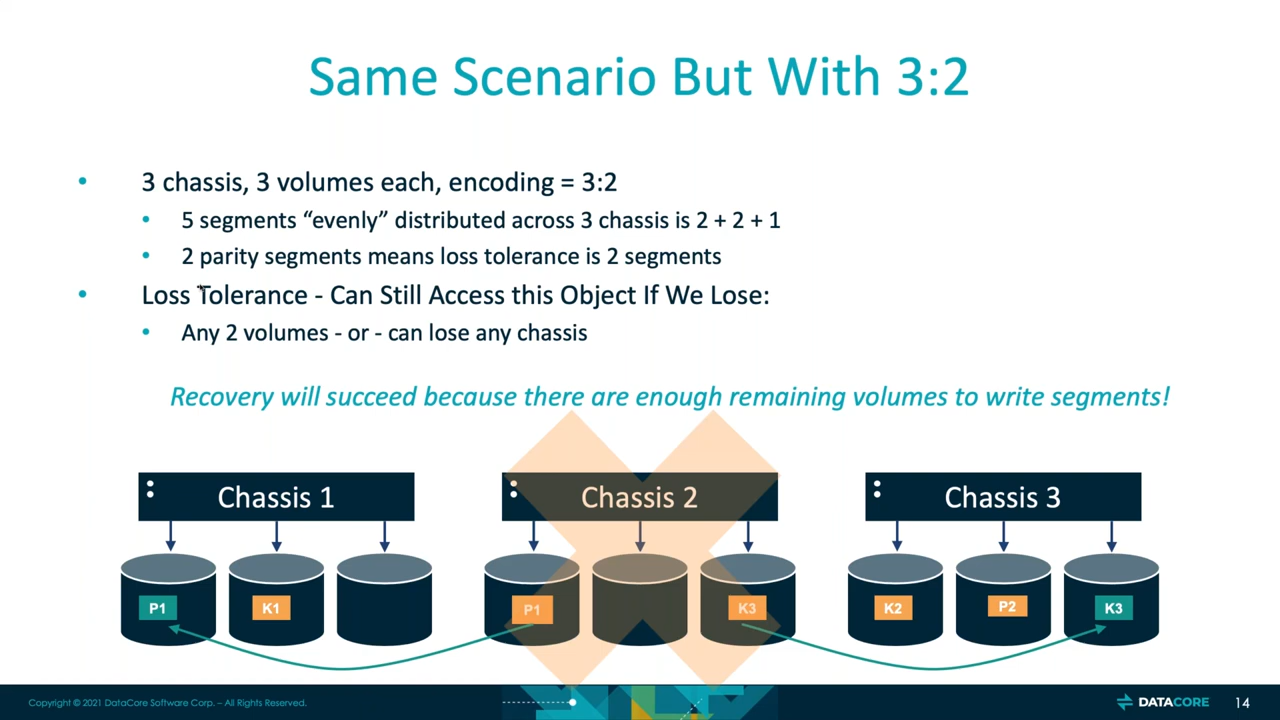 Same Scenario But With 3:2
• 3 chassis, 3 volumes each, encoding = 3:2
• 5 segments “evenly” distributed across 3 chassis is 2 + 2 + 1
• 2 parity segments means loss tolerance is 2 segments
• Loss Tolerance - Can Still Access this Object If We Lose:
• Any 2 volumes - or - can lose any chassis
Recovery will succeed because there are enough remaining volumes to write segments!
Chassis 1
Chassis 2
Chassis 3
P1
K1
P1
K3
K2
P2
K3
Copyright © 2021 DataCore Software Corp. – All Rights Reserved.
DATACORE
14